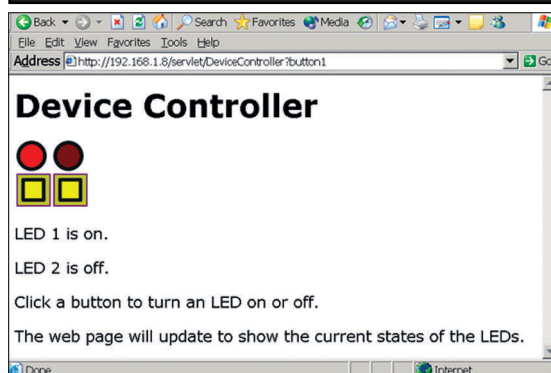 Back Search Favorites Media
File Edit View Favorites Tools Help
Address http://192.168.1.8/servlet/DeviceController?button1 Go
Device Controller
LED 1 is on.
LED 2 is off.
Click a button to turn an LED on or off.
The web page will update to show the current states of the LEDs.
Done Internet